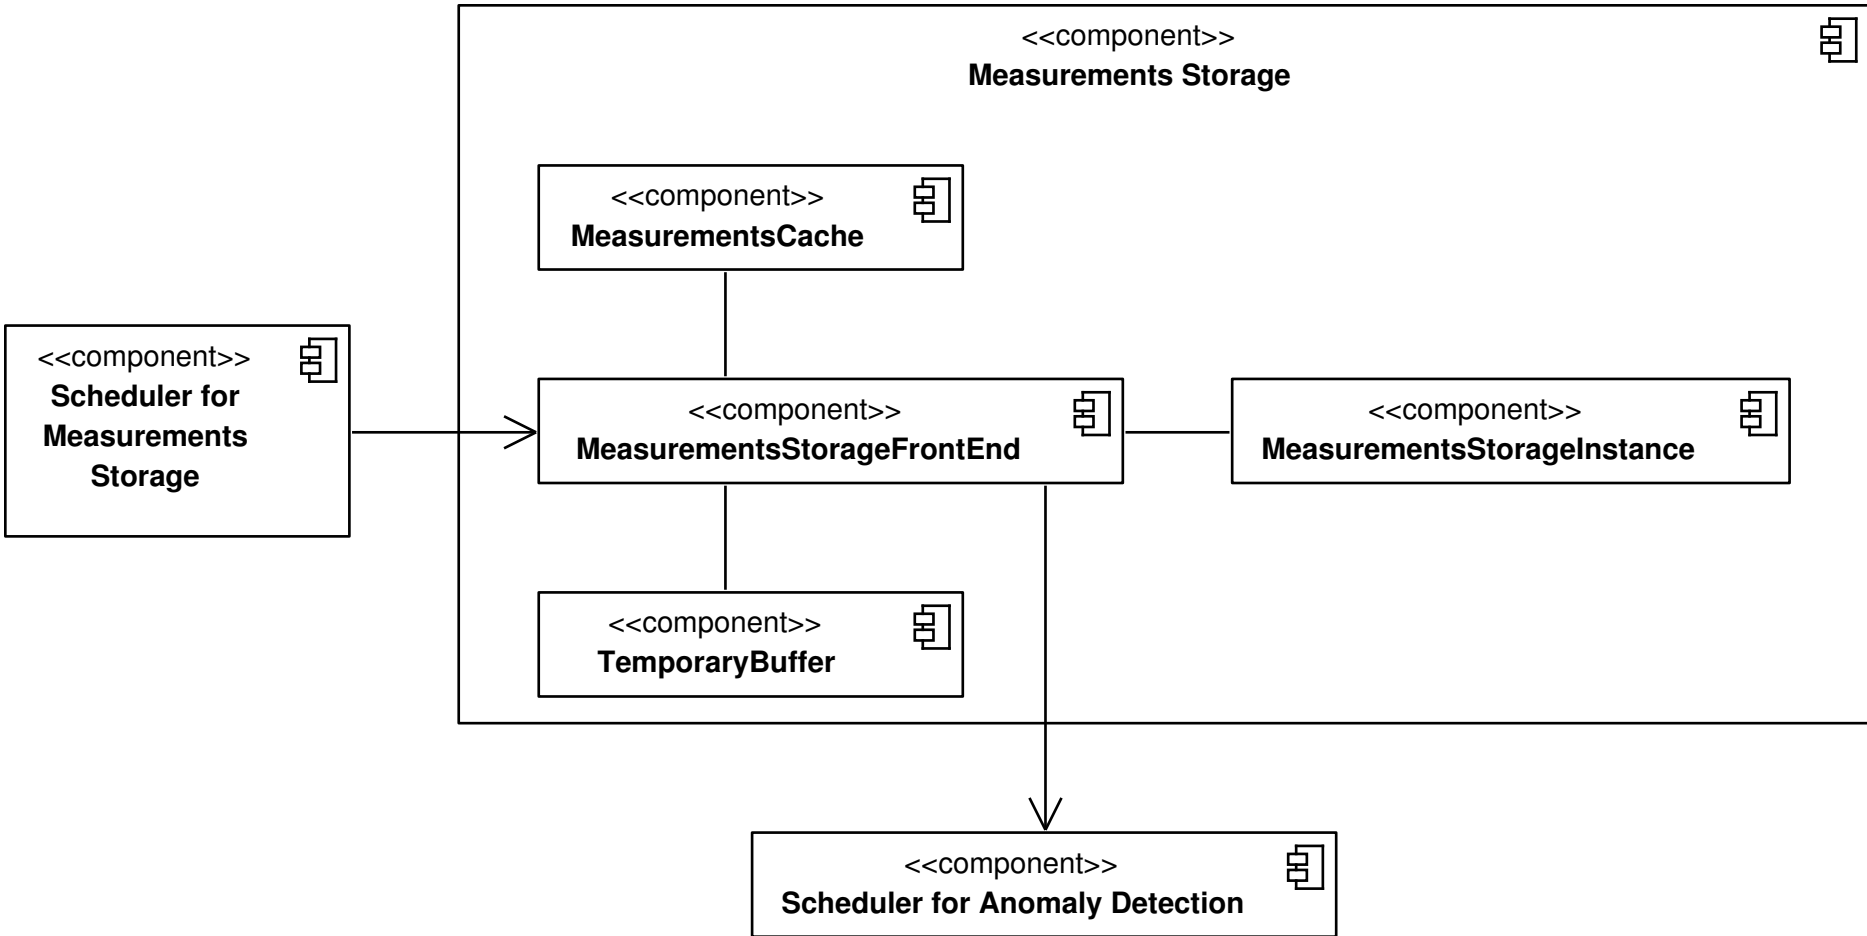 <<component>>
Measurements Storage
<<component>>
MeasurementsCache
<<component>>
Scheduler for
Measurements
Storage
<<component>>
MeasurementsStorageFrontEnd
<<component>>
MeasurementsStorageInstance
<<component>>
TemporaryBuffer
<<component>>
Scheduler for Anomaly Detection